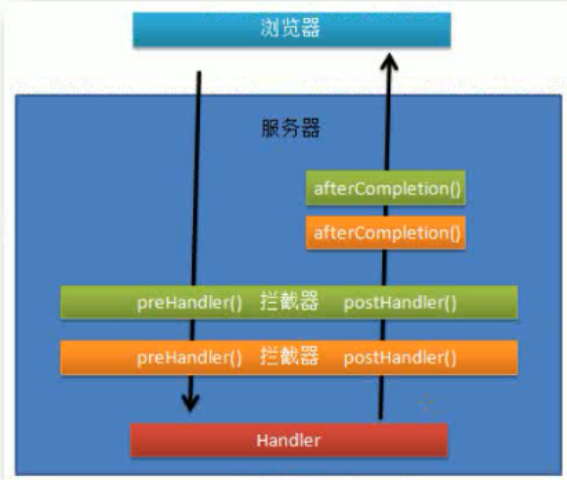 浏览器
服务器
afterCompletion()
afterCompletion()
preHandler() 拦截器 postHandler()
preHandler() 拦截器 postHandler()
Handler